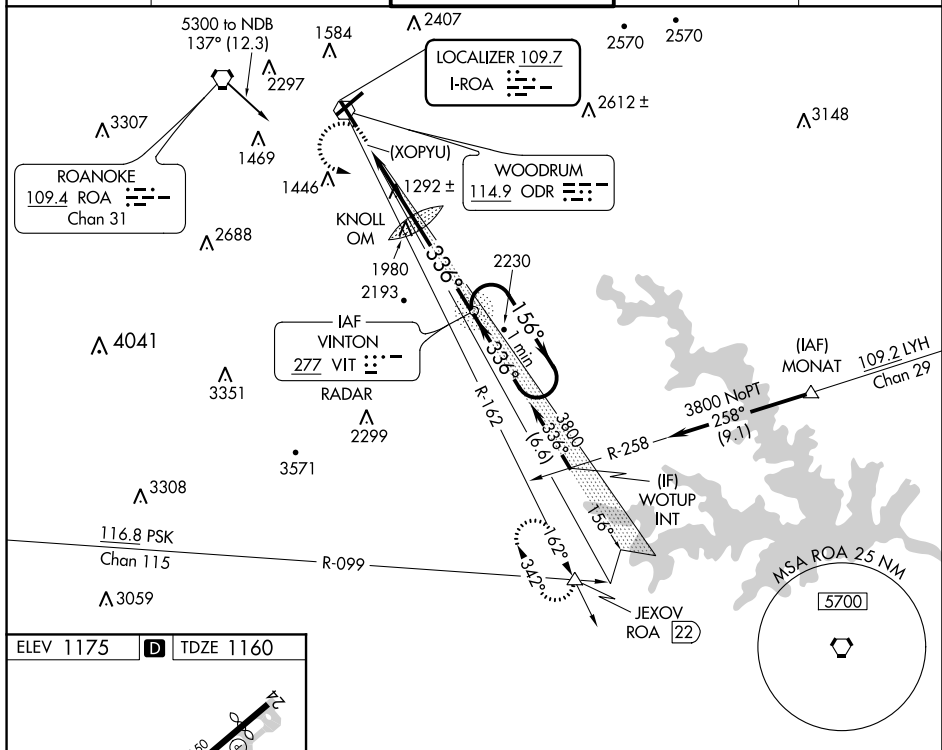 5300 to NDB
137° (12.3)
1584
2407
2570
2570
2297
LOCALIZER 109.7
I-ROA
2612 ±
3148
3307
1469
(XOPYU)
ROANOKE
109.4 ROA
Chan 31
1446
1292 ±
WOODRUM
114.9 ODR
KNOLL
OM
2688
1980
336°
2230
2193
156°
1 min
IAF
VINTON
277 VIT
RADAR
336°
4041
(IAF)
MONAT
109.2 LYH
Chan 29
3351
R-162
3800 NoPT
258°
(9.1)
2299
336°
3800
(6.6)
R-258
3571
(IF)
WOTUP
INT
3308
156°
116.8 PSK
Chan 115
R-099
162°
342°
MSA ROA 25 NM
5700
3059
JEXOV
ROA 22
ELEV 1175 D TDZE 1160
24
P